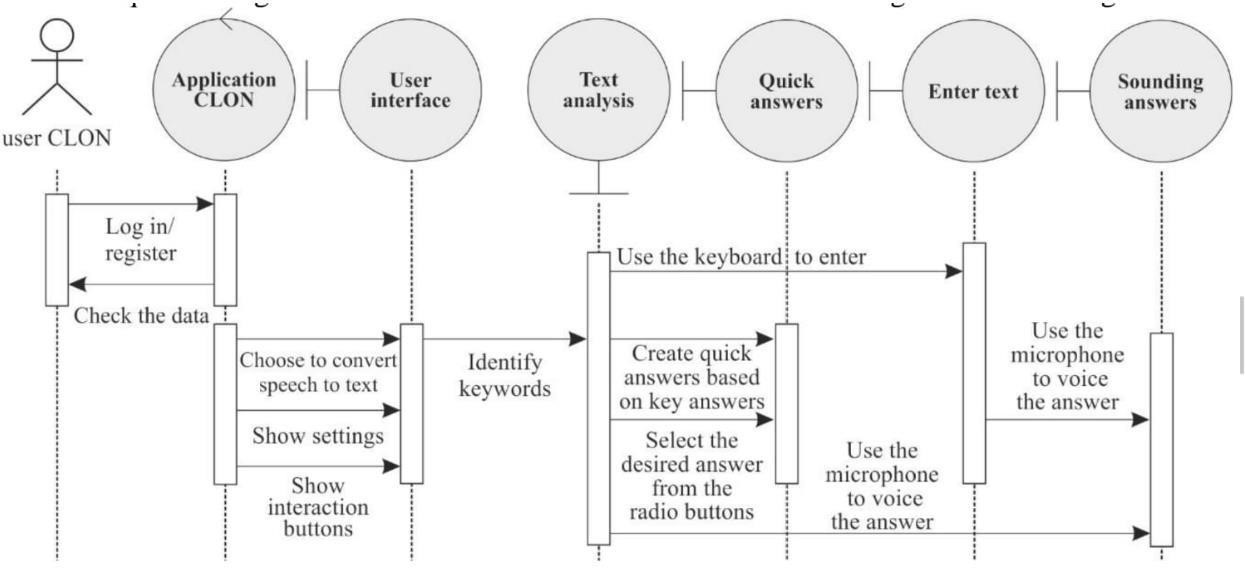 Application
CLON
User
interface
Text
analysis
Quick
answers
Enter text
Sounding
answers
user CLON
Log in/
register
Check the data
Choose to convert
speech to text
Show settings
Show
interaction
buttons
Identify
keywords
Use the keyboard to enter
Create quick
answers based
on key answers
Select the
desired answer
from the
radio buttons
Use the
microphone
to voice
the answer
Use the
microphone
to voice
the answer